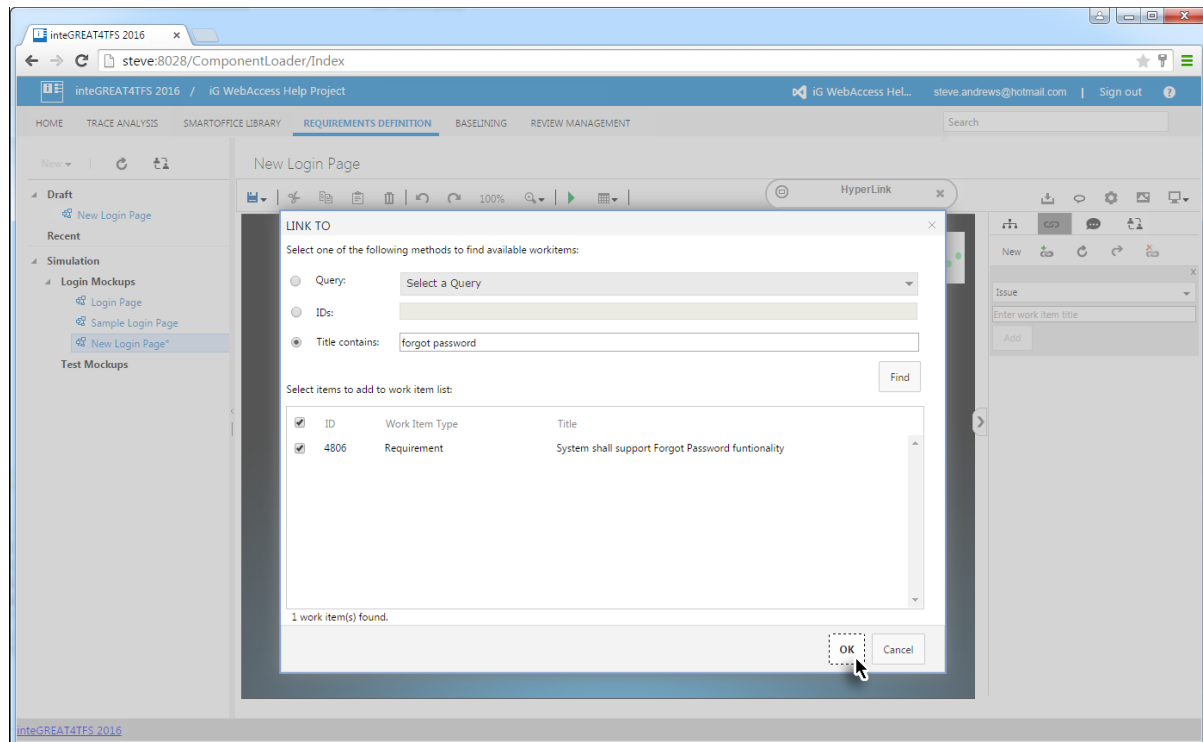 inteGREAT4TFS 2016
steve:8028/ComponentLoader/Index
inteGREAT4TFS 2016 / iG WebAccess Help Project
iG WebAccess Hel...
steve.andrews@hotmail.com | Sign out ?
HOME TRACE ANALYSIS SMARTOFFICE LIBRARY REQUIREMENTS DEFINITION BASELINING REVIEW MANAGEMENT
Search
New
New Login Page
Draft
New Login Page
Recent
Simulation
Login Mockups
Login Page
Sample Login Page
New Login Page*
Test Mockups
100%
HyperLink
LINK TO
Select one of the following methods to find available workitems:
Query: Select a Query
IDs:
Title contains: forgot password
Find
Select items to add to work item list:
ID Work Item Type Title
4806 Requirement System shall support Forgot Password funtionality
1 work item(s) found.
OK Cancel
New
Issue
Enter work item title
Add
inteGREAT4TFS 2016